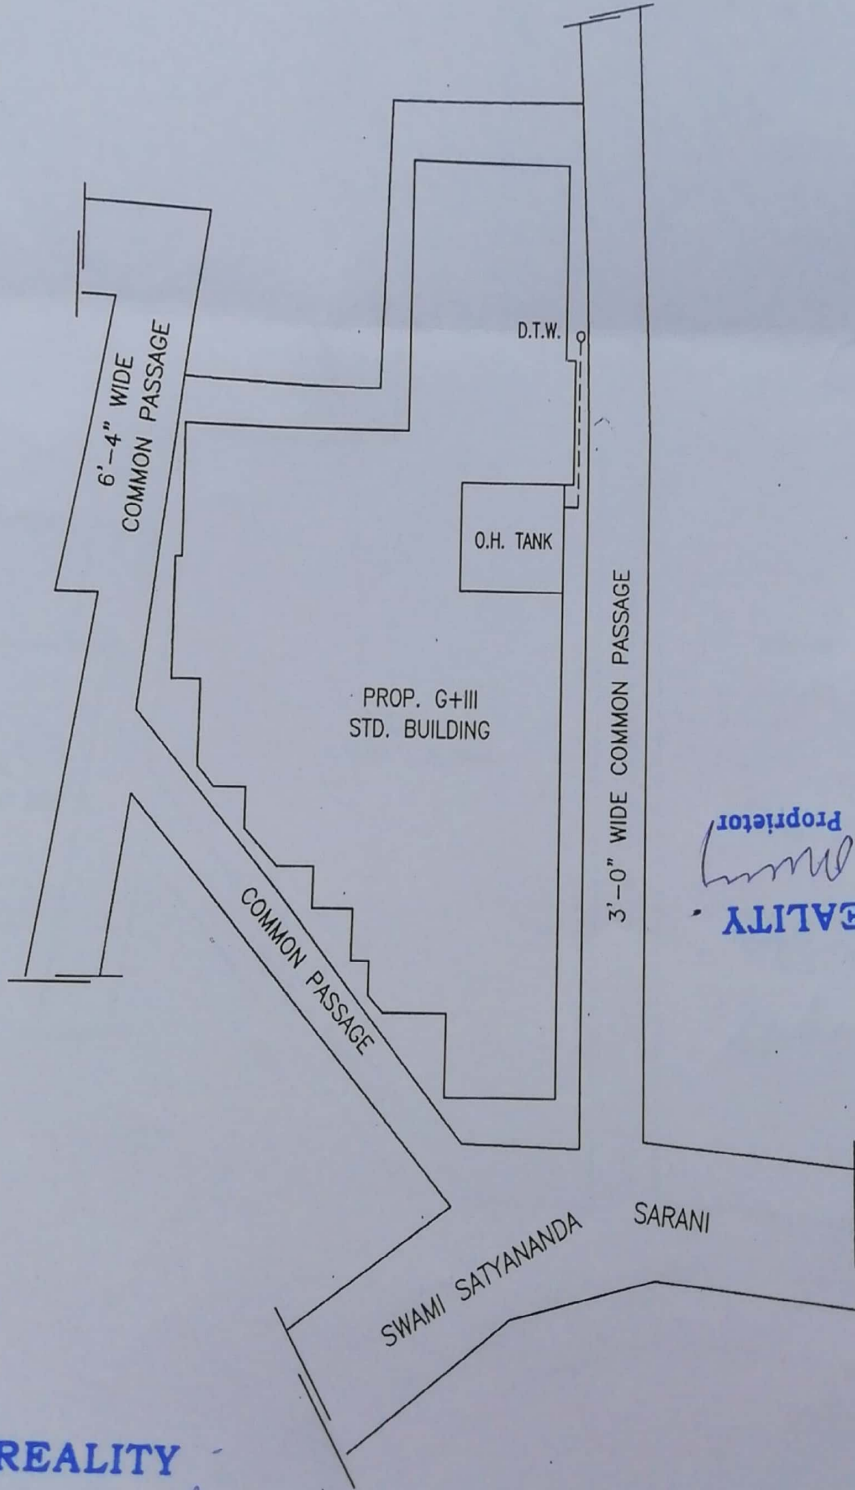 D.T.W.
6'-4" WIDE
COMMON PASSAGE
O.H. TANK
PROP. G+III
STD. BUILDING
3'-0" WIDE COMMON PASSAGE
Proprietor
COMMON PASSAGE
SWAMI SATYANANDA SARANI
REALITY